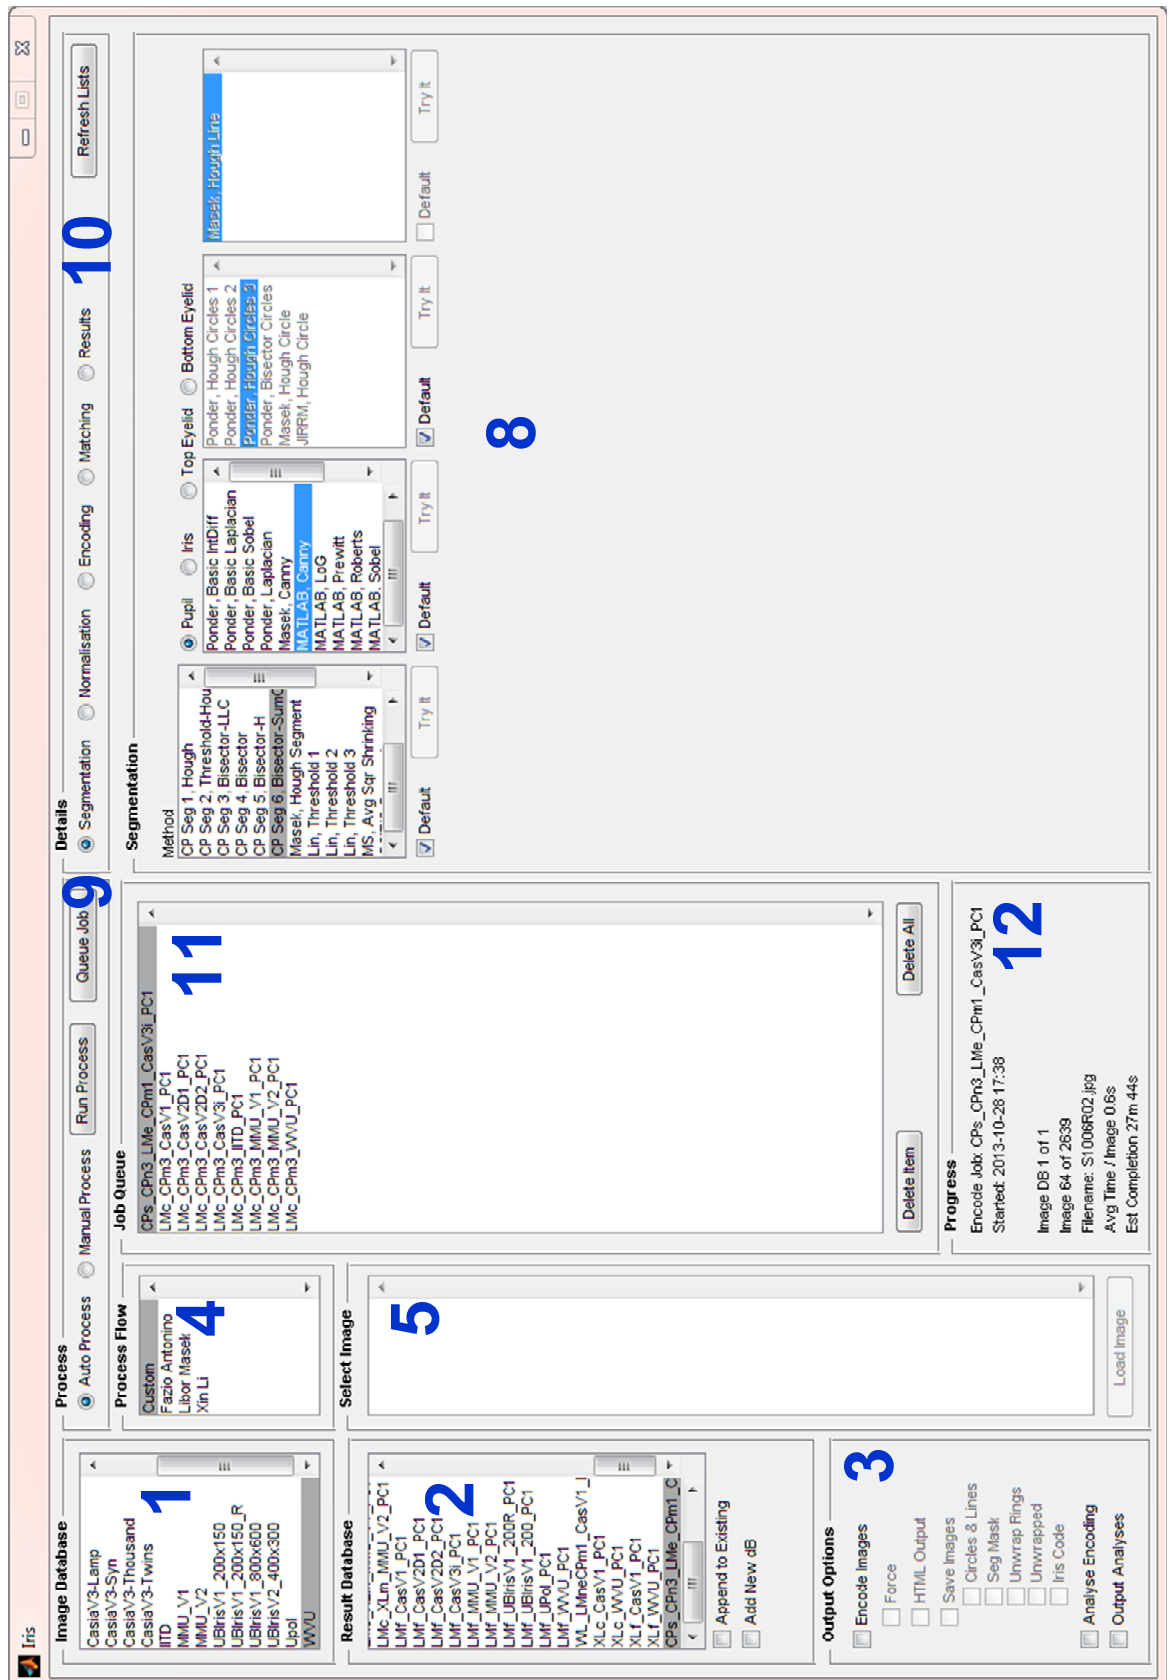 Iris
Image Database
CasiaV3-Lamp
CasiaV3-Syn
CasiaV3-Thousand
CasiaV3-Twins
IITD
MMU_V1
MMU_V2
UBIrisV1_200x150
UBIrisV1_200x150_R
UBIrisV1_800x600
UBIrisV2_400x300
Upol
WVU
1
Result Database
LMc_XLm_MMU_V2_PC1
LMf_CasV1_PC1
LMf_CasV2D1_PC1
LMf_CasV2D2_PC1
LMf_CasV3i_PC1
LMf_MMU_V1_PC1
LMf_MMU_V2_PC1
LMf_UBIrisV1_200R_PC1
LMf_UBIrisV1_200_PC1
LMf_UPol_PC1
LMf_WVU_PC1
WL_LMneCPm1_CasV1_I
XLc_CasV1_PC1
XLc_WVU_PC1
XLf_CasV1_PC1
XLf_WVU_PC1
CPs_CPn3_LMe_CPm1_C
2
Append to Existing
Add New dB
Output Options
3
Encode Images
Force
HTML Output
Save Images
Circles & Lines
Seg Mask
Unwrap Rings
Unwrapped
Iris Code
Analyse Encoding
Output Analyses
Process
Auto Process
Manual Process
Run Process
Queue Job
9
Process Flow
Custom
Fazio Antonino
Libor Masek
Xin Li
4
Select Image
5
Load Image
Job Queue
CPs_CPn3_LMe_CPm1_CasV3i_PC1
LMc_CPm3_CasV1_PC1
LMc_CPm3_CasV2D1_PC1
LMc_CPm3_CasV2D2_PC1
LMc_CPm3_CasV3i_PC1
LMc_CPm3_IITD_PC1
LMc_CPm3_MMU_V1_PC1
LMc_CPm3_MMU_V2_PC1
LMc_CPm3_WVU_PC1
11
Delete Item
Delete All
Progress
Encode Job: CPs_CPn3_LMe_CPm1_CasV3i_PC1
Started: 2013-10-28 17:38
12
Image DB 1 of 1
Image 64 of 2639
Filename: S1006R02.jpg
Avg Time / Image 0.6s
Est Completion 27m 44s
Details
Segmentation
Normalisation
Encoding
Matching
Results
10
Refresh Lists
Segmentation
Method
CP Seg 1, Hough
CP Seg 2, Threshold-Hou
CP Seg 3, Bisector-LLC
CP Seg 4, Bisector
CP Seg 5, Bisector-H
CP Seg 6, Bisector-SumC
Masek, Hough Segment
Lin, Threshold 1
Lin, Threshold 2
Lin, Threshold 3
MS, Avg Sqr Shrinking
Default
Try It
Pupil
Iris
Top Eyelid
Bottom Eyelid
Ponder, Basic IntDiff
Ponder, Basic Laplacian
Ponder, Basic Sobel
Ponder, Laplacian
Masek, Canny
MATLAB, Canny
MATLAB, LoG
MATLAB, Prewitt
MATLAB, Roberts
MATLAB, Sobel
Default
Try It
Ponder, Hough Circles 1
Ponder, Hough Circles 2
Ponder, Hough Circles 3
Ponder, Bisector Circles
Masek, Hough Circle
JIRRM, Hough Circle
Default
Try It
Masek, Hough Line
Default
Try It
8